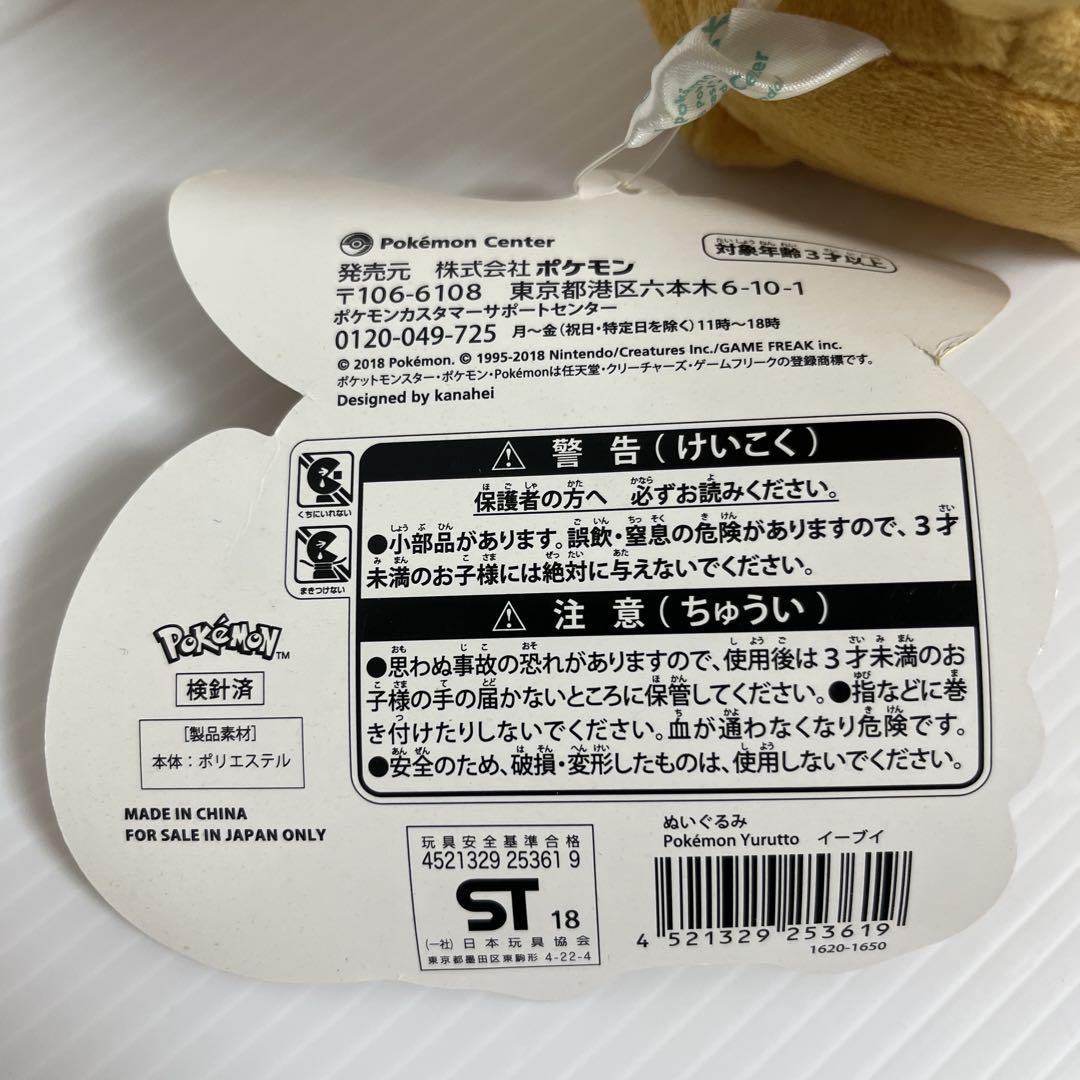 Pokémon Center
対象年齢3才以上
発売元 株式会社 ポケモン
〒106-6108 東京都港区六本木6-10-1
ポケモンカスタマーサポートセンター
0120-049-725 月〜金(祝日・特定日を除く)11時〜18時
© 2018 Pokémon. © 1995-2018 Nintendo/Creatures Inc./GAME FREAK inc.
ポケットモンスター・ポケモン・Pokémonは任天堂・クリーチャーズ・ゲームフリークの登録商標です。
Designed by kanahei
くちにいれない
まきつけない
警告(けいこく)
保護者の方へ 必ずお読みください。
●小部品があります。誤飲・窒息の危険がありますので、3才
未満のお子様には絶対に与えないでください。
注意(ちゅうい)
●思わぬ事故の恐れがありますので、使用後は3才未満のお
子様の手の届かないところに保管してください。●指などに巻
き付けたりしないでください。血が通わなくなり危険です。
●安全のため、破損・変形したものは、使用しないでください。
POKéMON™
検針済
[製品素材]
本体:ポリエステル
MADE IN CHINA
FOR SALE IN JAPAN ONLY
玩具安全基準合格
4521329 25361 9
ST 18
(一社)日本玩具協会
東京都墨田区東駒形 4-22-4
ぬいぐるみ
Pokémon Yurutto イーブイ
4 521329 253619
1620-1650